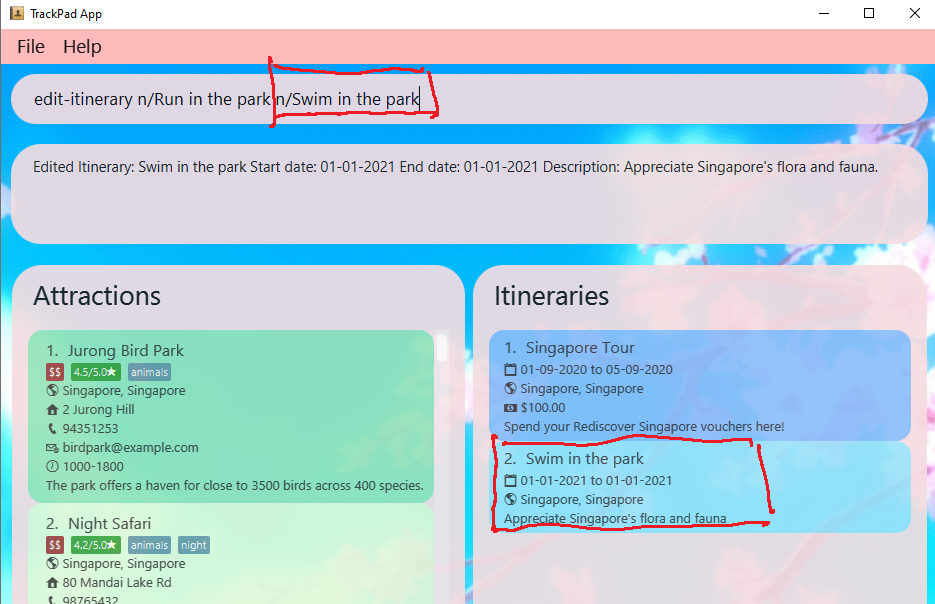 TrackPad App
File Help
edit-itinerary n/Run in the park n/Swim in the park
Edited Itinerary: Swim in the park Start date: 01-01-2021 End date: 01-01-2021 Description: Appreciate Singapore's flora and fauna.
Attractions
1. Jurong Bird Park
$$ 4.5/5.0★ animals
Singapore, Singapore
2 Jurong Hill
94351253
birdpark@example.com
1000-1800
The park offers a haven for close to 3500 birds across 400 species.
2. Night Safari
$$ 4.2/5.0★ animals night
Singapore, Singapore
80 Mandai Lake Rd
98765432
Itineraries
1. Singapore Tour
01-09-2020 to 05-09-2020
Singapore, Singapore
$100.00
Spend your Rediscover Singapore vouchers here!
2. Swim in the park
01-01-2021 to 01-01-2021
Singapore, Singapore
Appreciate Singapore's flora and fauna